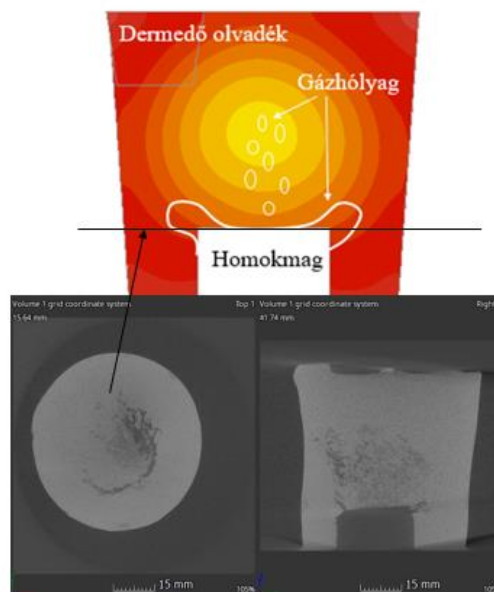 Dermedő olvadék
Gázhólyag
Homokmag
Volume 1 grid coordinate system
Top 1
15.64 mm
Volume 1 grid coordinate system
Right
41.74 mm
15 mm
105%
15 mm